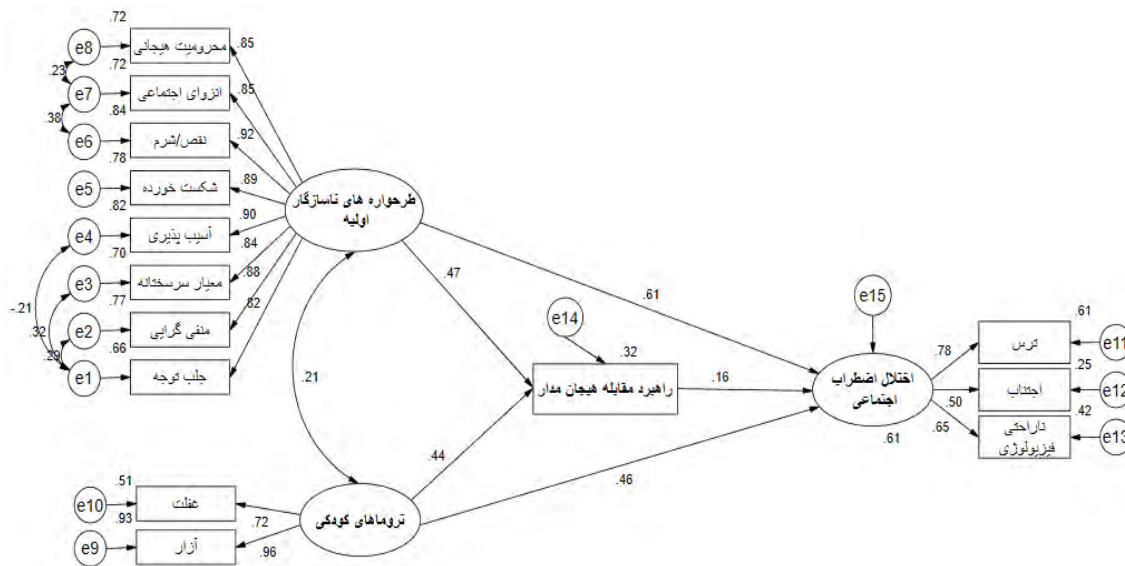 .72
e8
محرومیت هیجانی
.85
.23
.72
e7
انزوای اجتماعی
.85
.38
.84
e6
نقص/شرم
.92
.78
e5
شکست خورده
.89
.82
e4
آسیب پذیری
.90
.70
e3
معیار سرسختانه
.84
.77
e2
منفی گرایی
.88
-.21
.32
.29
.66
e1
جلب توجه
.82
طرحواره های ناسازگار
اولیه
.47
.61
.21
e14
.32
راهبرد مقابله هیجان مدار
.16
e15
اختلال اضطراب
اجتماعی
.61
.78
ترس
.61
e11
.50
اجتناب
.25
e12
.65
ناراحتی
فیزیولوژی
.42
e13
.44
.46
تروماهای کودکی
.51
e10
غفلت
.72
.93
e9
آزار
.96